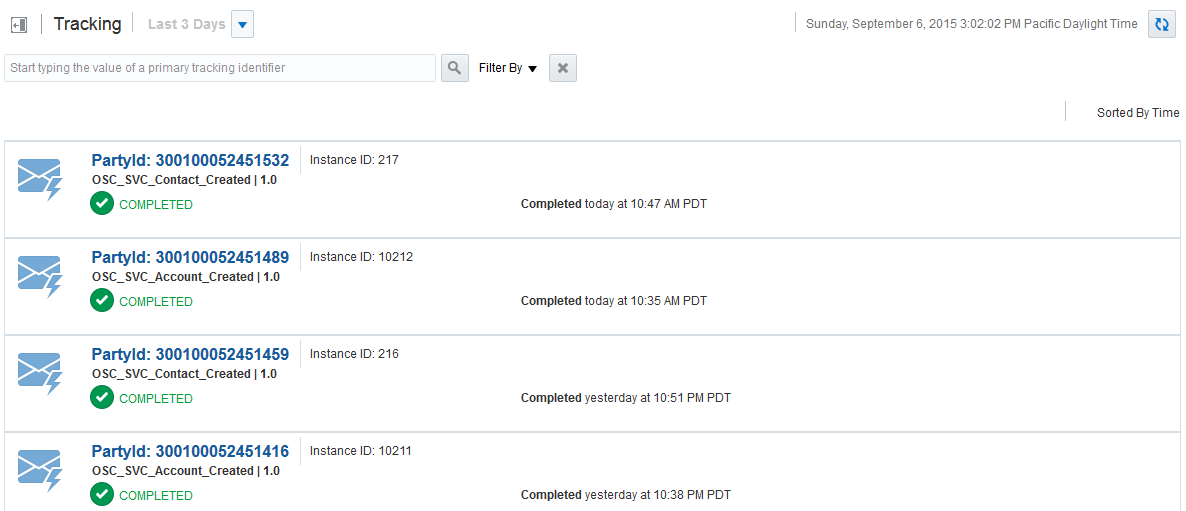 Tracking
Last 3 Days
Sunday, September 6, 2015 3:02:02 PM Pacific Daylight Time
Start typing the value of a primary tracking identifier
Filter By
Sorted By Time
PartyId: 300100052451532
Instance ID: 217
OSC_SVC_Contact_Created | 1.0
COMPLETED
Completed today at 10:47 AM PDT
PartyId: 300100052451489
Instance ID: 10212
OSC_SVC_Account_Created | 1.0
COMPLETED
Completed today at 10:35 AM PDT
PartyId: 300100052451459
Instance ID: 216
OSC_SVC_Contact_Created | 1.0
COMPLETED
Completed yesterday at 10:51 PM PDT
PartyId: 300100052451416
Instance ID: 10211
OSC_SVC_Account_Created | 1.0
COMPLETED
Completed yesterday at 10:38 PM PDT